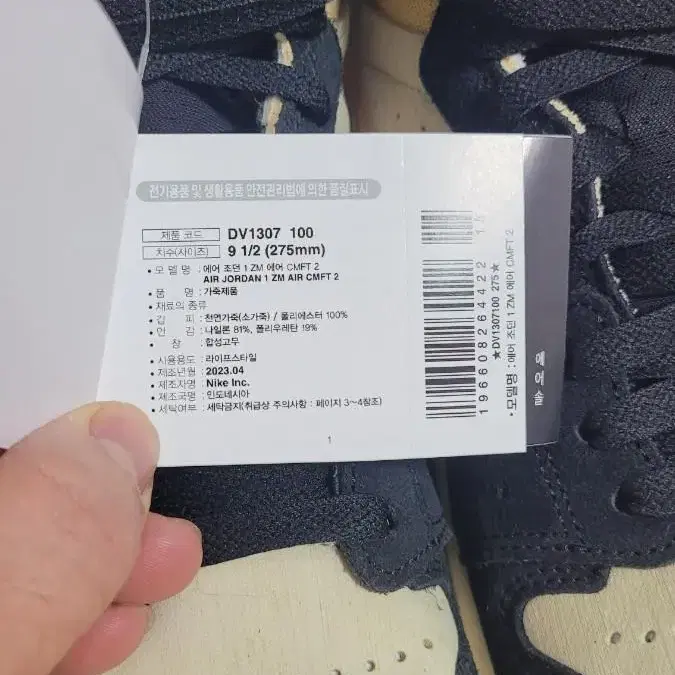 전기용품 및 생활용품 안전관리법에 의한 품질표시
제품 코드 DV1307 100
치수(사이즈) 9 1/2 (275mm)
• 모 델 명 : 에어 조던 1 ZM 에어 CMFT 2
AIR JORDAN 1 ZM AIR CMFT 2
• 품 명 : 가죽제품
• 재료의 종류
• 겉 피 : 천연가죽(소가죽) / 폴리에스터 100%
• 안 감 : 나일론 81%, 폴리우레탄 19%
• 창 : 합성고무
• 사용용도 : 라이프스타일
• 제조년월 : 2023.04
• 제조자명 : Nike Inc.
• 제조국명 : 인도네시아
• 세탁여부 : 세탁금지(취급상 주의사항 : 페이지 3~4참조)
1
1 96608 26442 2 15
★DV1307100 275★
• 모델명 : 에어 조던 1 ZM 에어 CMFT 2
에어솔